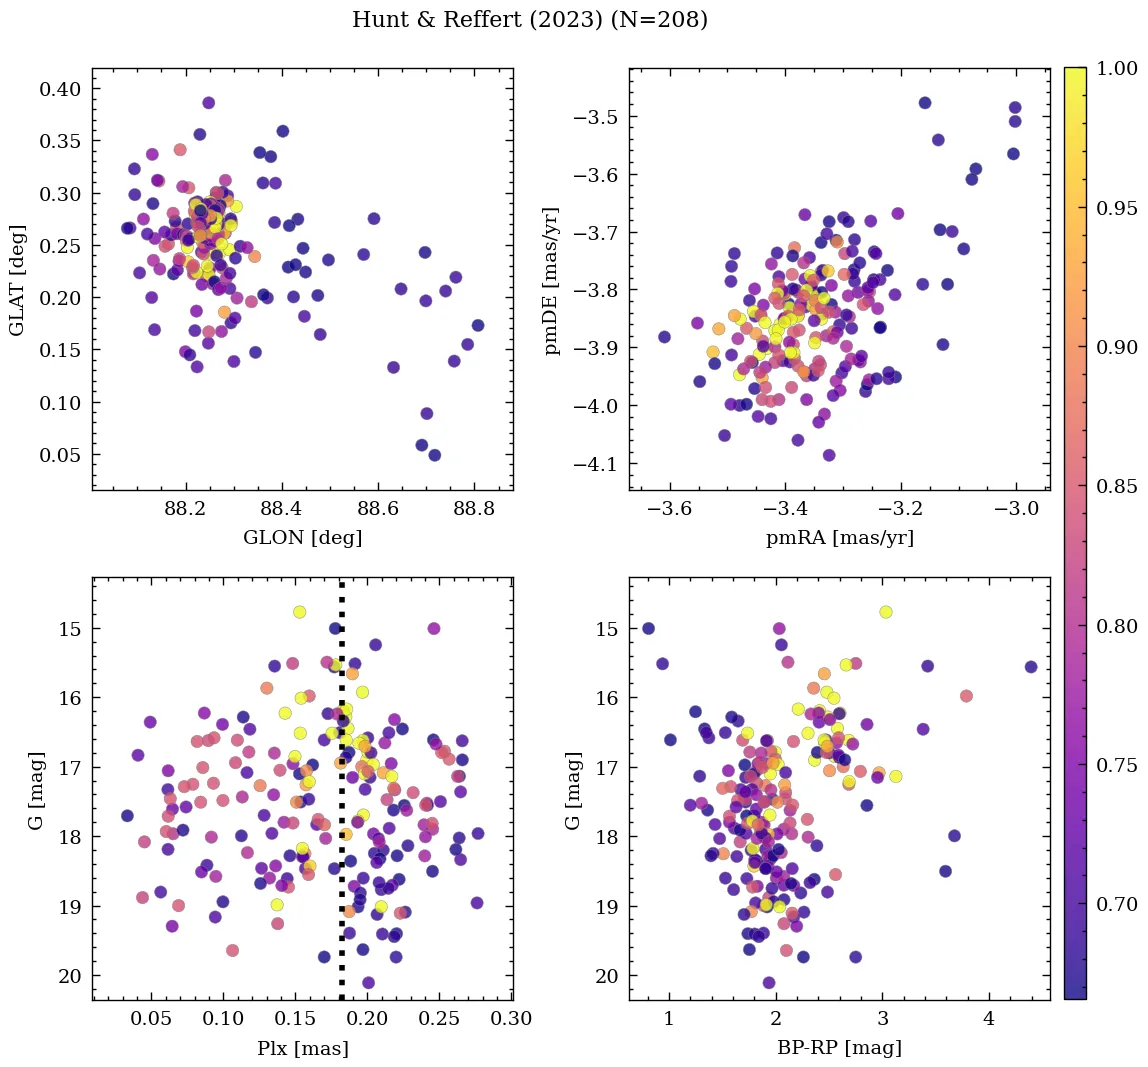 Hunt & Reffert (2023) (N=208)
0.40
0.35
0.30
0.25
0.20
0.15
0.10
0.05
GLAT [deg]
88.2 88.4 88.6 88.8
GLON [deg]
−3.5
−3.6
−3.7
−3.8
−3.9
−4.0
−4.1
pmDE [mas/yr]
−3.6 −3.4 −3.2 −3.0
pmRA [mas/yr]
1.00
0.95
0.90
0.85
0.80
0.75
0.70
15
16
17
18
19
20
G [mag]
0.05 0.10 0.15 0.20 0.25 0.30
Plx [mas]
15
16
17
18
19
20
G [mag]
1 2 3 4
BP-RP [mag]